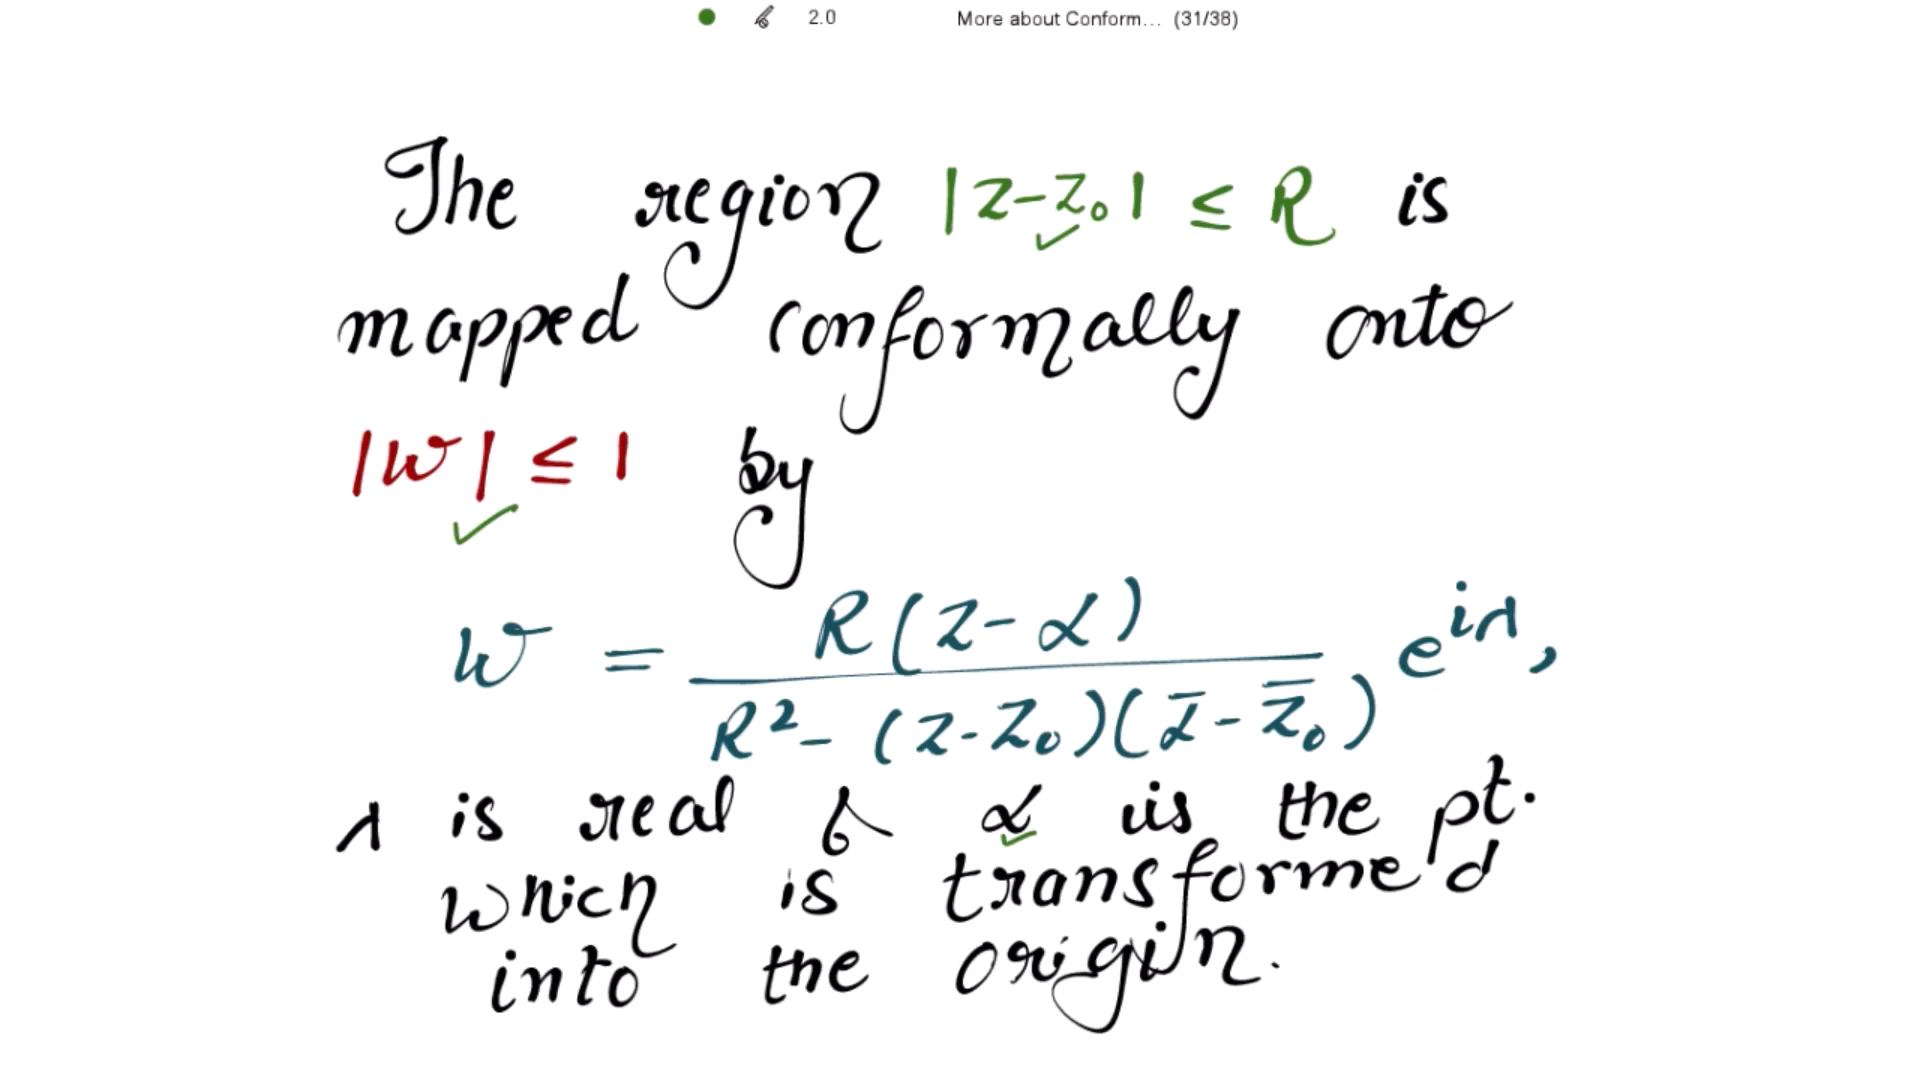 2.0 More about Conform... (31/38)
The region |z-z₀| ≤ R is
mapped conformally onto
|w| ≤ 1 by
w = R(z-α) / R²-(z-z₀)(ᾱ-z̄₀) e^{iλ},
λ is real & α is the pt.
which is transformed
into the origin.